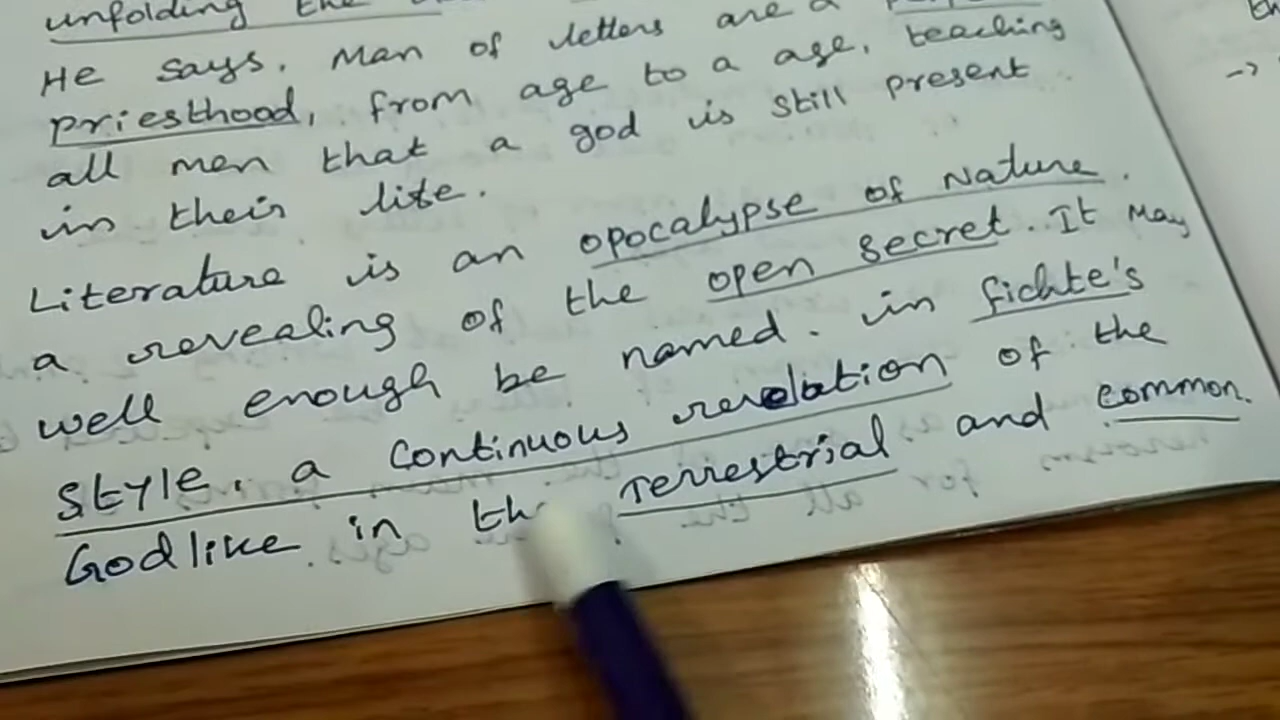 unfolding the
He says, Man of letters are a
priesthood, from age to a age, teaching
all men that a god is still present
in their life.
Literature is an opocalypse of Nature.
a revealing of the open secret. It May
well enough be named. in fichte's
Style, a continuous revelation of the
Godlike in the Terrestrial and common.